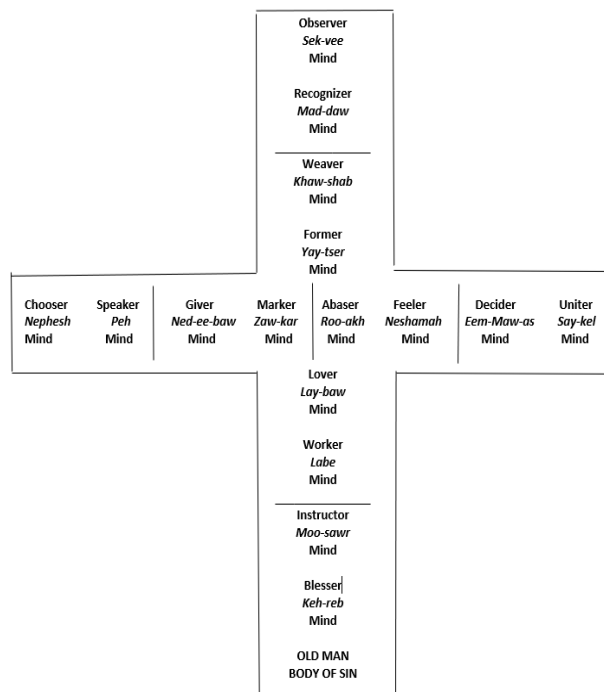 Observer
Sek-vee
Mind
Recognizer
Mad-daw
Mind
Weaver
Khaw-shab
Mind
Former
Yay-tser
Mind
Chooser Speaker Giver Marker Abaser Feeler Decider Uniter
Nephesh Peh Ned-ee-baw Zaw-kar Roo-akh Neshamah Eem-Maw-as Say-kel
Mind Mind Mind Mind Mind Mind Mind Mind
Lover
Lay-baw
Mind
Worker
Labe
Mind
Instructor
Moo-sawr
Mind
Blesser
Keh-reb
Mind
OLD MAN
BODY OF SIN